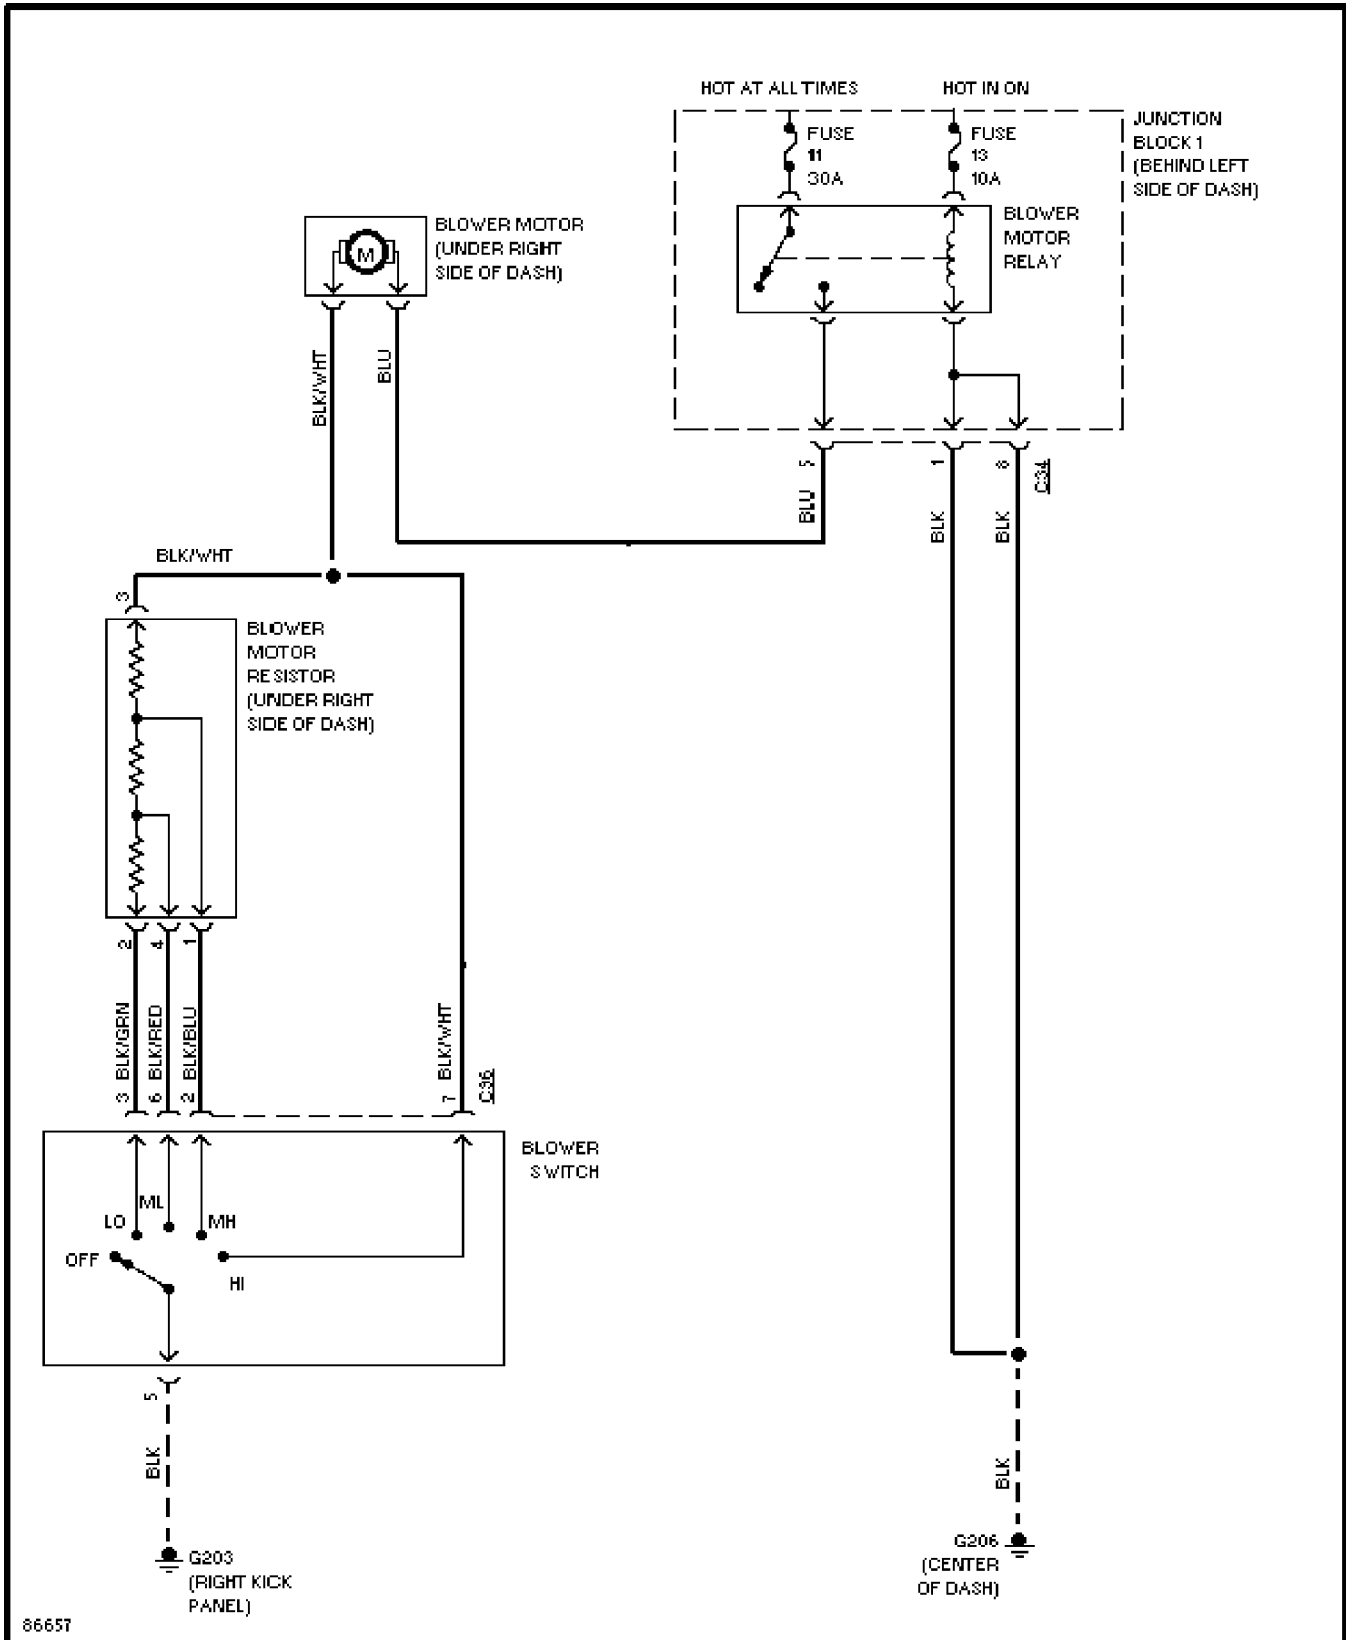 HOT AT ALL TIMES
HOT IN ON
JUNCTION
BLOCK 1
(BEHIND LEFT
SIDE OF DASH)
FUSE
11
30A
FUSE
13
10A
BLOWER
MOTOR
RELAY
BLOWER MOTOR
(UNDER RIGHT
SIDE OF DASH)
M
BLK/WHT
BLU
5
1
8
C34
BLU
BLK
BLK
BLK/WHT
3
BLOWER
MOTOR
RESISTOR
(UNDER RIGHT
SIDE OF DASH)
2
4
1
BLK/GRN
BLK/RED
BLK/BLU
BLK/WHT
3
6
2
7
BLOWER
SWITCH
LO
ML
MH
OFF
HI
5
BLK
G203
(RIGHT KICK
PANEL)
BLK
G206
(CENTER
OF DASH)
86657